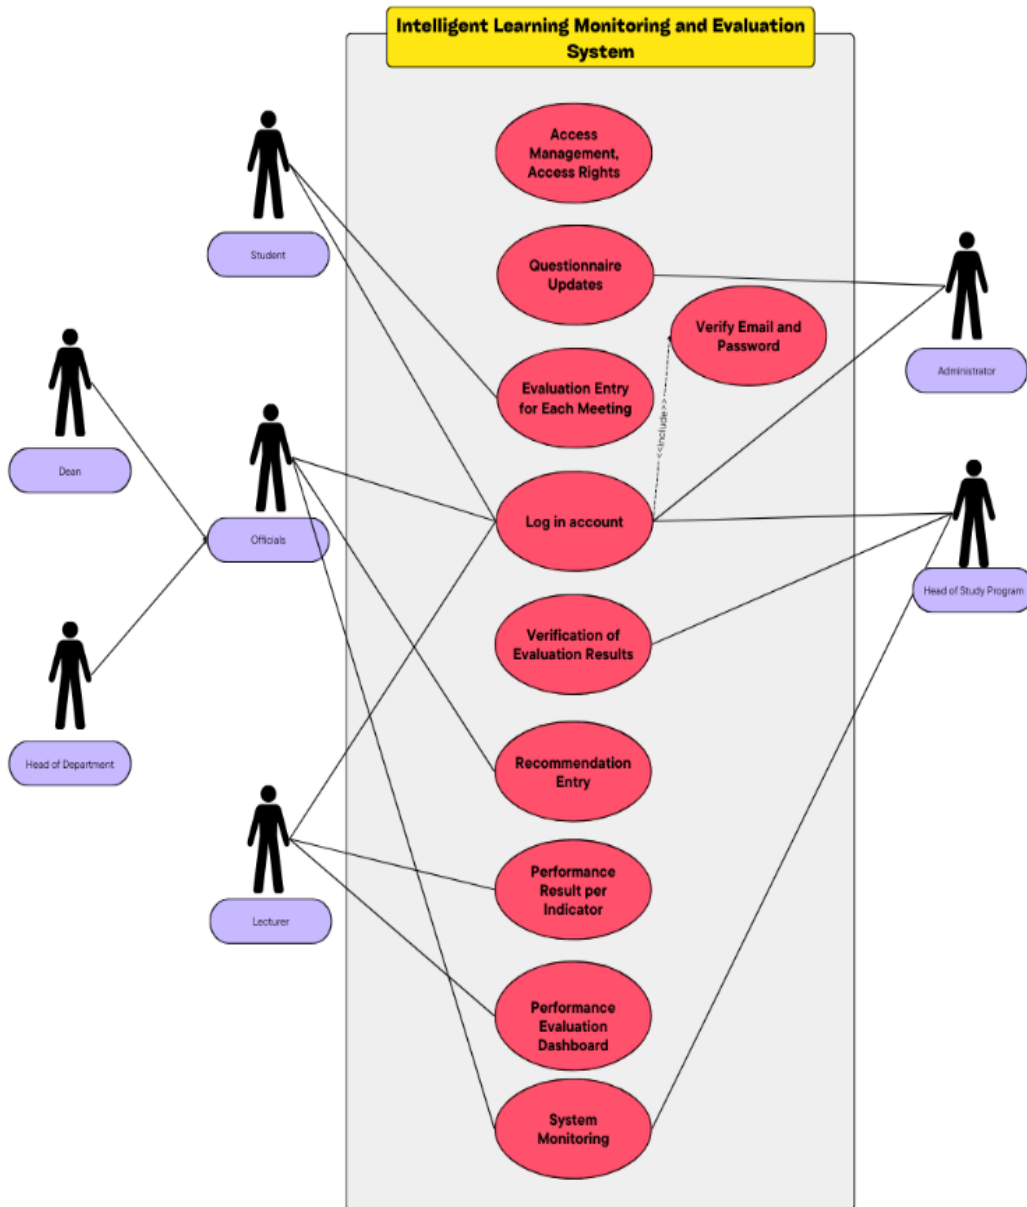 Intelligent Learning Monitoring and Evaluation
System
Access
Management,
Access Rights
Student
Questionnaire
Updates
Verify Email and
Password
Administrator
Evaluation Entry
for Each Meeting
<<Include>>
Dean
Officials
Log in account
Head of Study Program
Verification of
Evaluation Results
Head of Department
Recommendation
Entry
Lecturer
Performance
Result per
Indicator
Performance
Evaluation
Dashboard
System
Monitoring